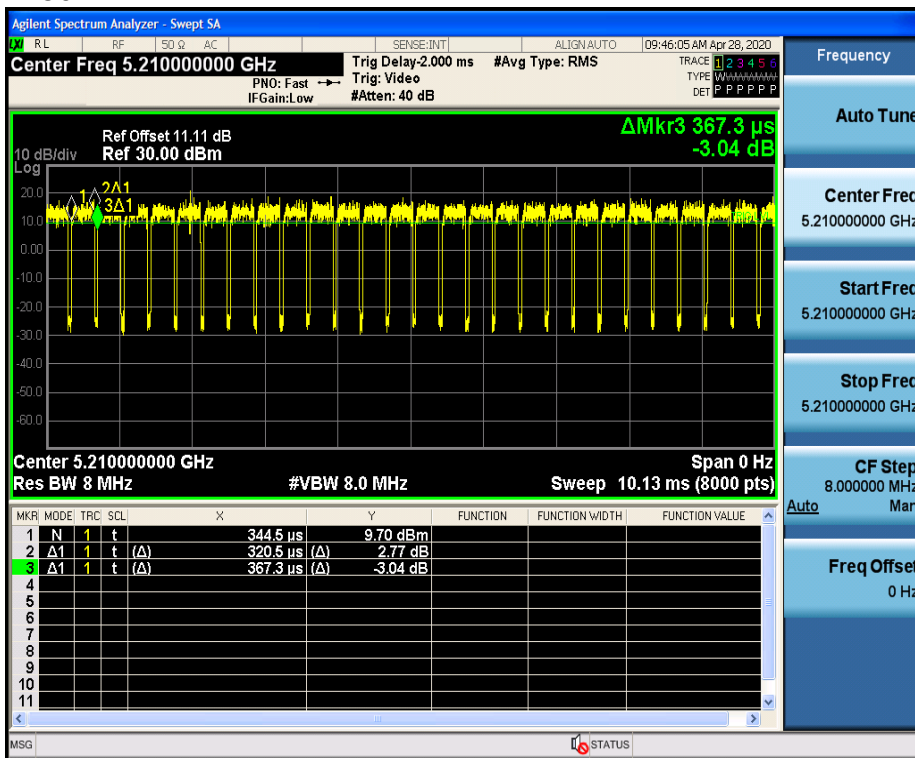 Agilent Spectrum Analyzer - Swept SA
LXI RL RF 50 Ω AC SENSE:INT ALIGN AUTO 09:46:05 AM Apr 28, 2020
Center Freq 5.210000000 GHz
PNO: Fast
IFGain:Low
Trig Delay-2.000 ms
Trig: Video
#Atten: 40 dB
#Avg Type: RMS
TRACE 1 2 3 4 5 6
TYPE WWWWWW
DET P P P P P P
Frequency
Auto Tune
Center Freq
5.210000000 GHz
Start Freq
5.210000000 GHz
Stop Freq
5.210000000 GHz
CF Step
8.000000 MHz
Auto Man
Freq Offset
0 Hz
ΔMkr3 367.3 µs
-3.04 dB
Ref Offset 11.11 dB
10 dB/div Ref 30.00 dBm
Log
1 2Δ1
3Δ1
20.0
10.0
0.00
-10.0
-20.0
-30.0
-40.0
-50.0
-60.0
Center 5.210000000 GHz Span 0 Hz
Res BW 8 MHz #VBW 8.0 MHz Sweep 10.13 ms (8000 pts)
MKR MODE TRC SCL X Y FUNCTION FUNCTION WIDTH FUNCTION VALUE
1 N 1 t 344.5 µs 9.70 dBm
2 Δ1 1 t (Δ) 320.5 µs (Δ) 2.77 dB
3 Δ1 1 t (Δ) 367.3 µs (Δ) -3.04 dB
4
5
6
7
8
9
10
11
MSG STATUS